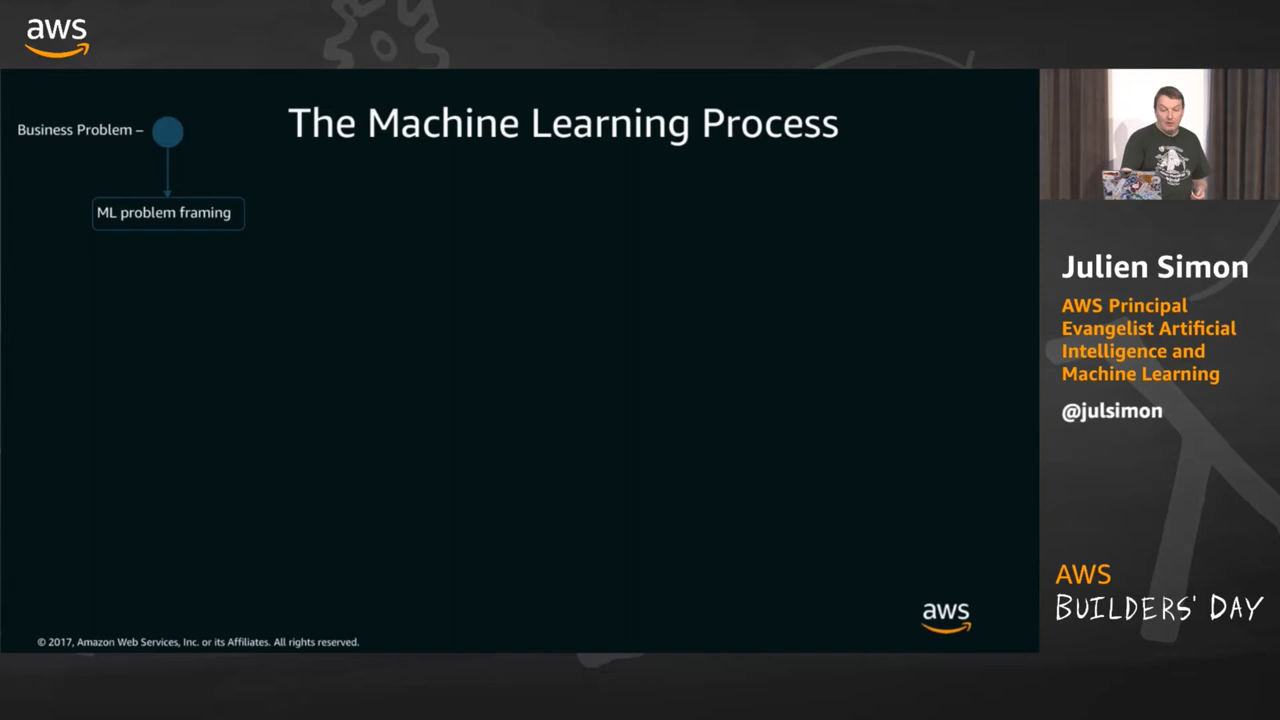 aws
The Machine Learning Process
Business Problem –
ML problem framing
aws
© 2017, Amazon Web Services, Inc. or its Affiliates. All rights reserved.
Julien Simon
AWS Principal
Evangelist Artificial
Intelligence and
Machine Learning
@julsimon
AWS
BUILDERS' DAY